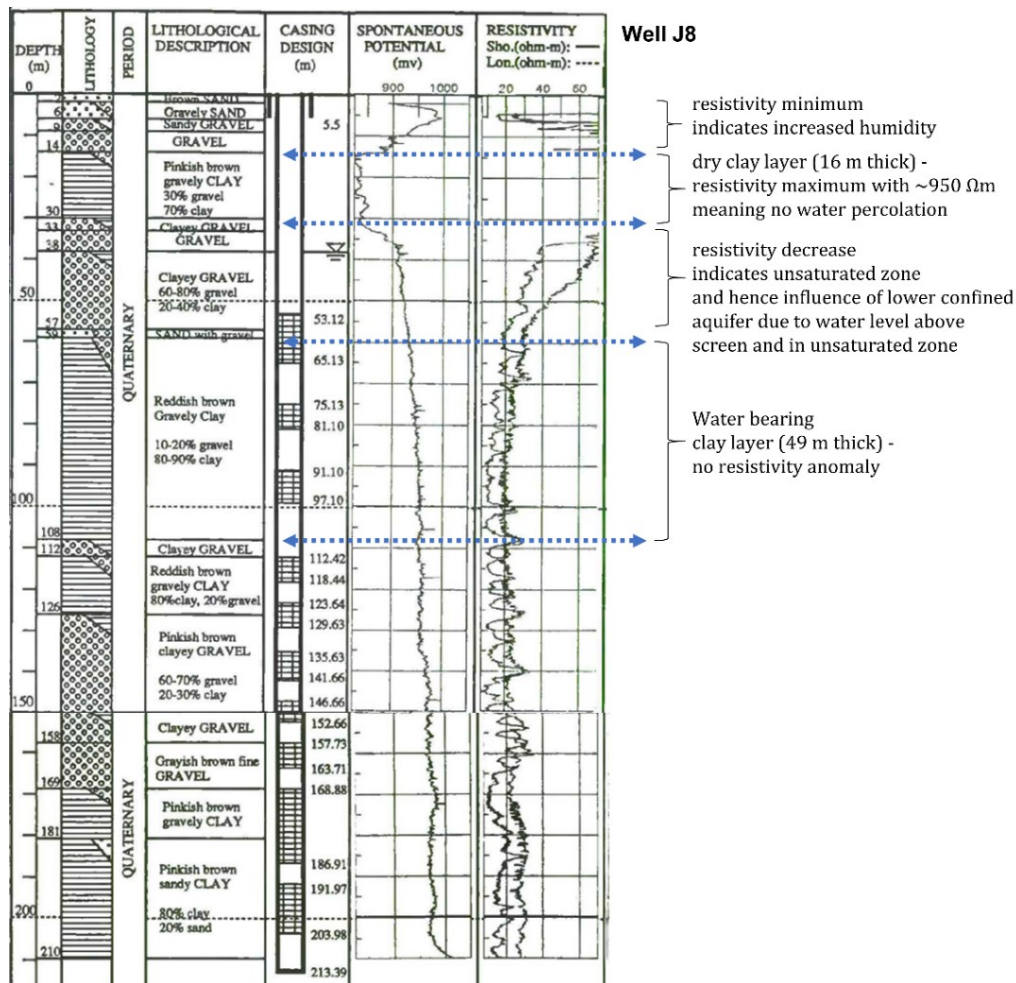 Well J8
DEPTH
(m)
0
LITHOLOGY
PERIOD
LITHOLOGICAL
DESCRIPTION
CASING
DESIGN
(m)
SPONTANEOUS
POTENTIAL
(mv)
900 1000
RESISTIVITY
Sho.(ohm-m):
Lon.(ohm-m):
20 60
6
9
14
30
33
38
50
57
59
100
108
112
126
150
158
169
181
200
210
QUATERNARY
QUATERNARY
Brown SAND
Gravely SAND
Sandy GRAVEL
GRAVEL
Pinkish brown
gravely CLAY
30% gravel
70% clay
Clayey GRAVEL
GRAVEL
Clayey GRAVEL
60-80% gravel
20-40% clay
SAND with gravel
Reddish brown
Gravely Clay
10-20% gravel
80-90% clay
Clayey GRAVEL
Reddish brown
gravely CLAY
80%clay, 20%gravel
Pinkish brown
clayey GRAVEL
60-70% gravel
20-30% clay
Clayey GRAVEL
Grayish brown fine
GRAVEL
Pinkish brown
gravely CLAY
Pinkish brown
sandy CLAY
80% clay
20% sand
5.5
53.12
65.13
75.13
81.10
91.10
97.10
112.42
118.44
123.64
129.63
135.63
141.66
146.66
152.66
157.73
163.71
168.88
186.91
191.97
203.98
213.39
resistivity minimum
indicates increased humidity
dry clay layer (16 m thick) -
resistivity maximum with ~950 Ωm
meaning no water percolation
resistivity decrease
indicates unsaturated zone
and hence influence of lower confined
aquifer due to water level above
screen and in unsaturated zone
Water bearing
clay layer (49 m thick) -
no resistivity anomaly